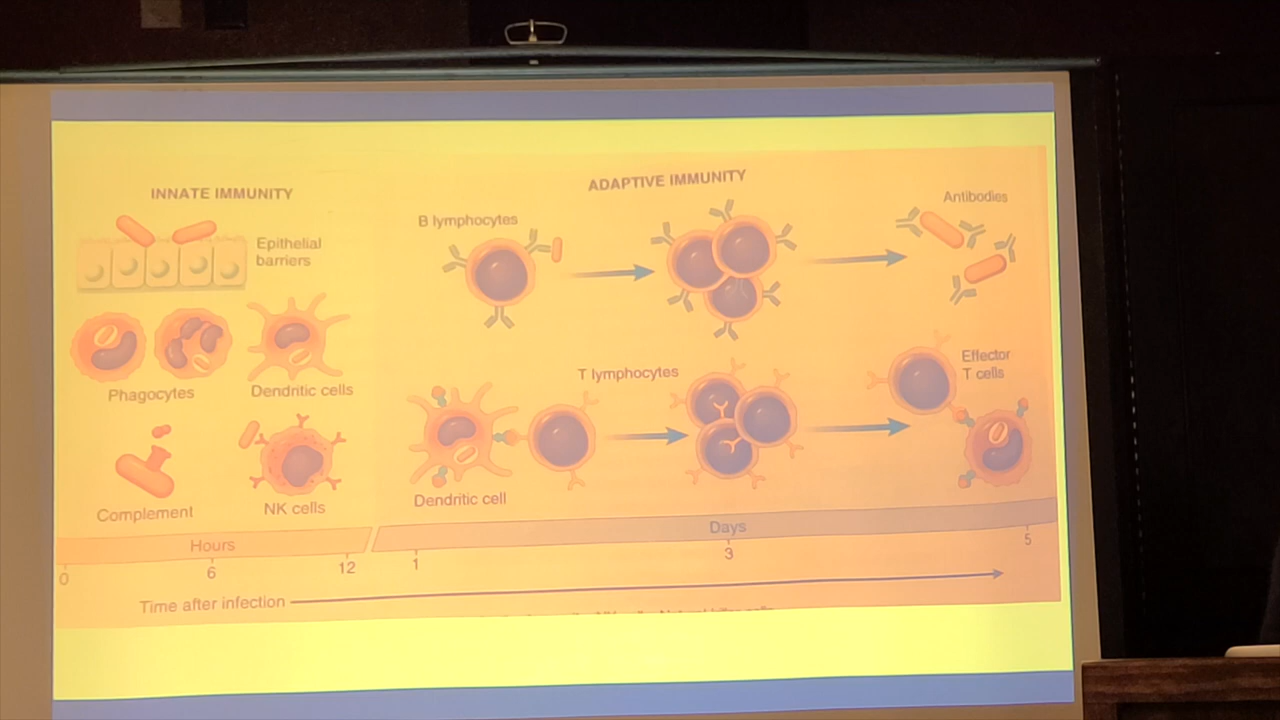 INNATE IMMUNITY
Epithelial
barriers
Phagocytes
Dendritic cells
Complement
NK cells
ADAPTIVE IMMUNITY
B lymphocytes
Antibodies
T lymphocytes
Effector
T cells
Dendritic cell
Hours
Days
0
6
12
1
3
5
Time after infection